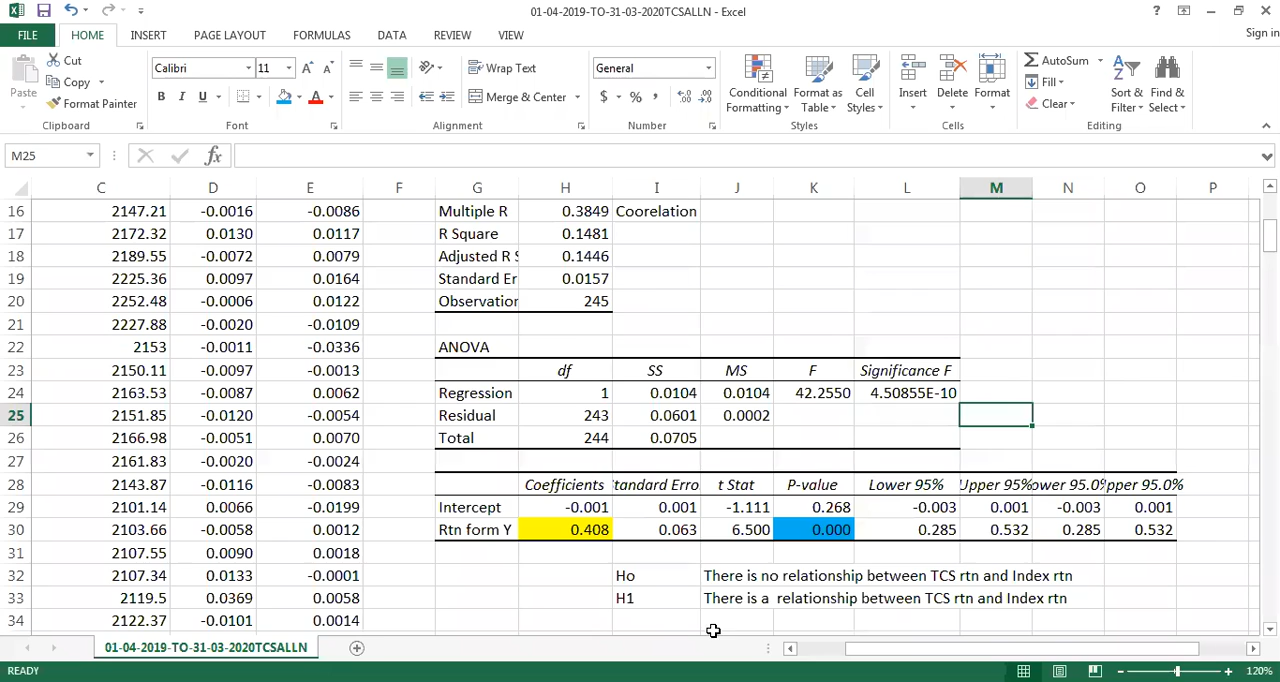 01-04-2019-TO-31-03-2020TCSALLN - Excel
FILE HOME INSERT PAGE LAYOUT FORMULAS DATA REVIEW VIEW Sign in
Cut
Copy
Format Painter
Paste
Clipboard
Calibri 11
B I U
Font
Wrap Text
Merge & Center
Alignment
General
$ % ,
Number
Conditional Formatting
Format as Table
Cell Styles
Styles
Insert Delete Format
Cells
AutoSum
Fill
Clear
Sort & Filter
Find & Select
Editing
M25 fx
C D E F G H I J K L M N O P
16 2147.21 -0.0016 -0.0086 Multiple R 0.3849 Coorelation
17 2172.32 0.0130 0.0117 R Square 0.1481
18 2189.55 -0.0072 0.0079 Adjusted R S 0.1446
19 2225.36 0.0097 0.0164 Standard Er 0.0157
20 2252.48 -0.0006 0.0122 Observation 245
21 2227.88 -0.0020 -0.0109
22 2153 -0.0011 -0.0336 ANOVA
23 2150.11 -0.0097 -0.0013 df SS MS F Significance F
24 2163.53 -0.0087 0.0062 Regression 1 0.0104 0.0104 42.2550 4.50855E-10
25 2151.85 -0.0120 -0.0054 Residual 243 0.0601 0.0002
26 2166.98 -0.0051 0.0070 Total 244 0.0705
27 2161.83 -0.0020 -0.0024
28 2143.87 -0.0116 -0.0083 Coefficients tandard Erro t Stat P-value Lower 95% Upper 95% ower 95.0% pper 95.0%
29 2101.14 0.0066 -0.0199 Intercept -0.001 0.001 -1.111 0.268 -0.003 0.001 -0.003 0.001
30 2103.66 -0.0058 0.0012 Rtn form Y 0.408 0.063 6.500 0.000 0.285 0.532 0.285 0.532
31 2107.55 0.0090 0.0018
32 2107.34 0.0133 -0.0001 Ho There is no relationship between TCS rtn and Index rtn
33 2119.5 0.0369 0.0058 H1 There is a relationship between TCS rtn and Index rtn
34 2122.37 -0.0101 0.0014
01-04-2019-TO-31-03-2020TCSALLN
READY 120%